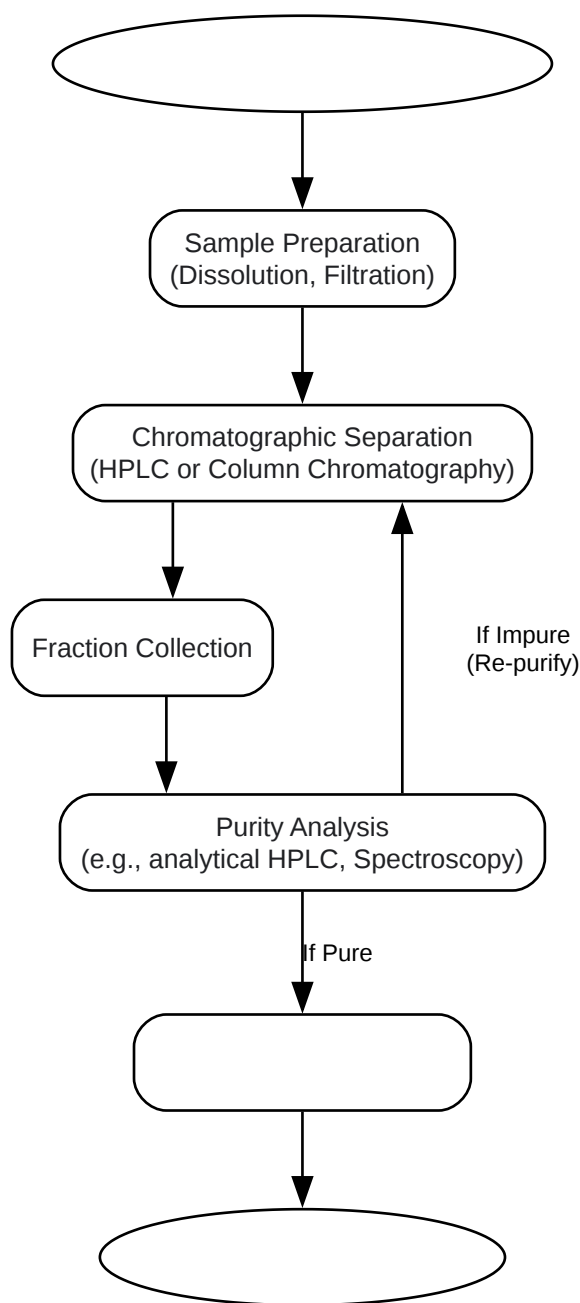 Sample Preparation
(Dissolution, Filtration)
Chromatographic Separation
(HPLC or Column Chromatography)
Fraction Collection
If Impure
(Re-purify)
Purity Analysis
(e.g., analytical HPLC, Spectroscopy)
If Pure